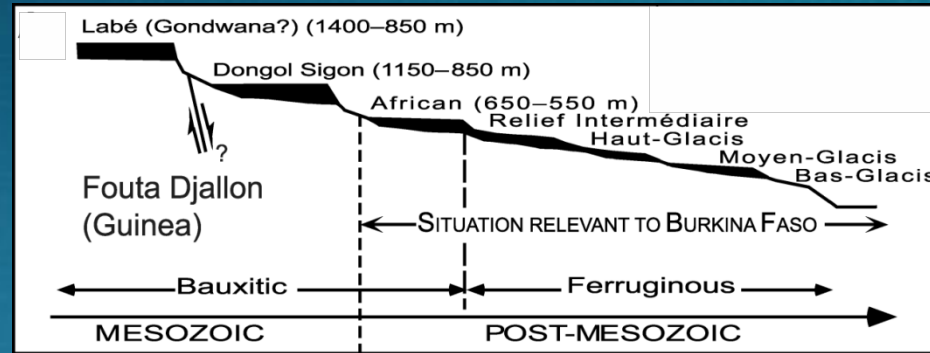 Labé (Gondwana?) (1400–850 m)
Dongol Sigon (1150–850 m)
African (650–550 m)
Relief Intermédiaire
Haut-Glacis
Moyen-Glacis
Bas-Glacis
?
Fouta Djallon
(Guinea)
SITUATION RELEVANT TO BURKINA FASO
Bauxitic Ferruginous
MESOZOIC POST-MESOZOIC